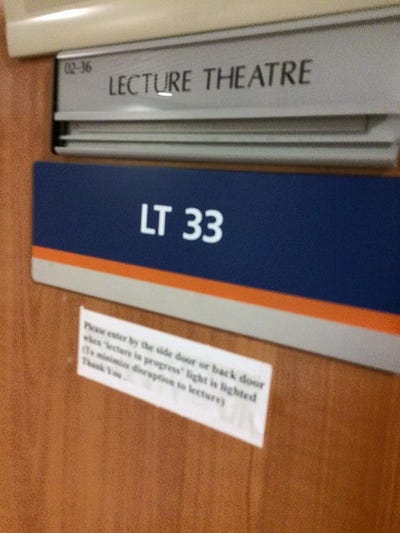 02-36
LECTURE THEATRE
LT 33
Please enter by the side door or back door
when 'lecture in progress' light is lighted
(To minimize disruption to lecture)
Thank You